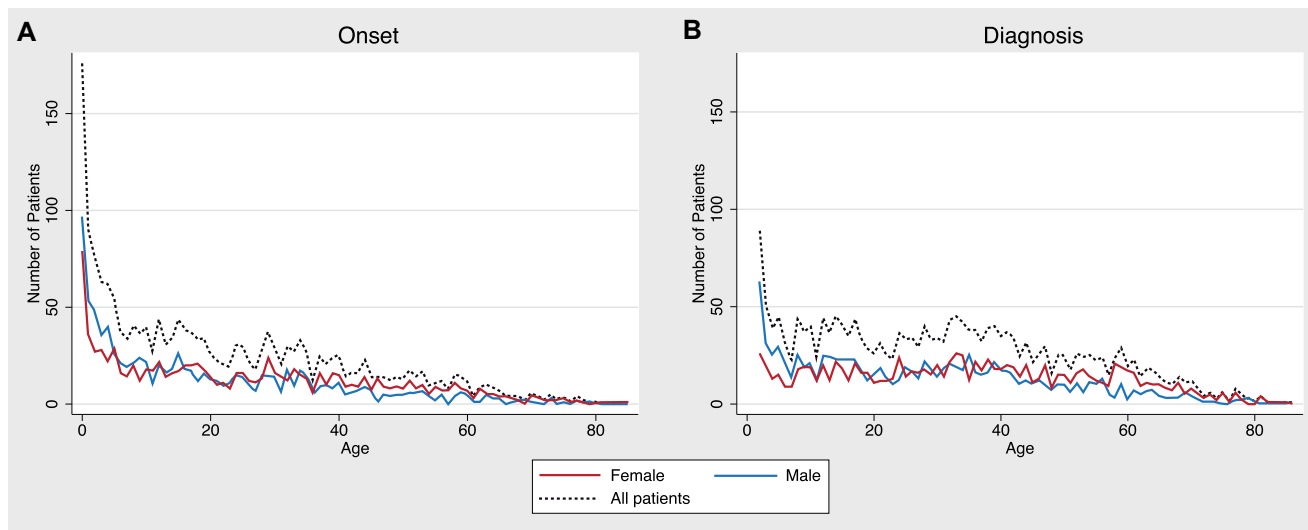 A
Onset
Number of Patients
150
100
50
0
0 20 40 60 80
Age
B
Diagnosis
Number of Patients
150
100
50
0
0 20 40 60 80
Age
Female Male
All patients